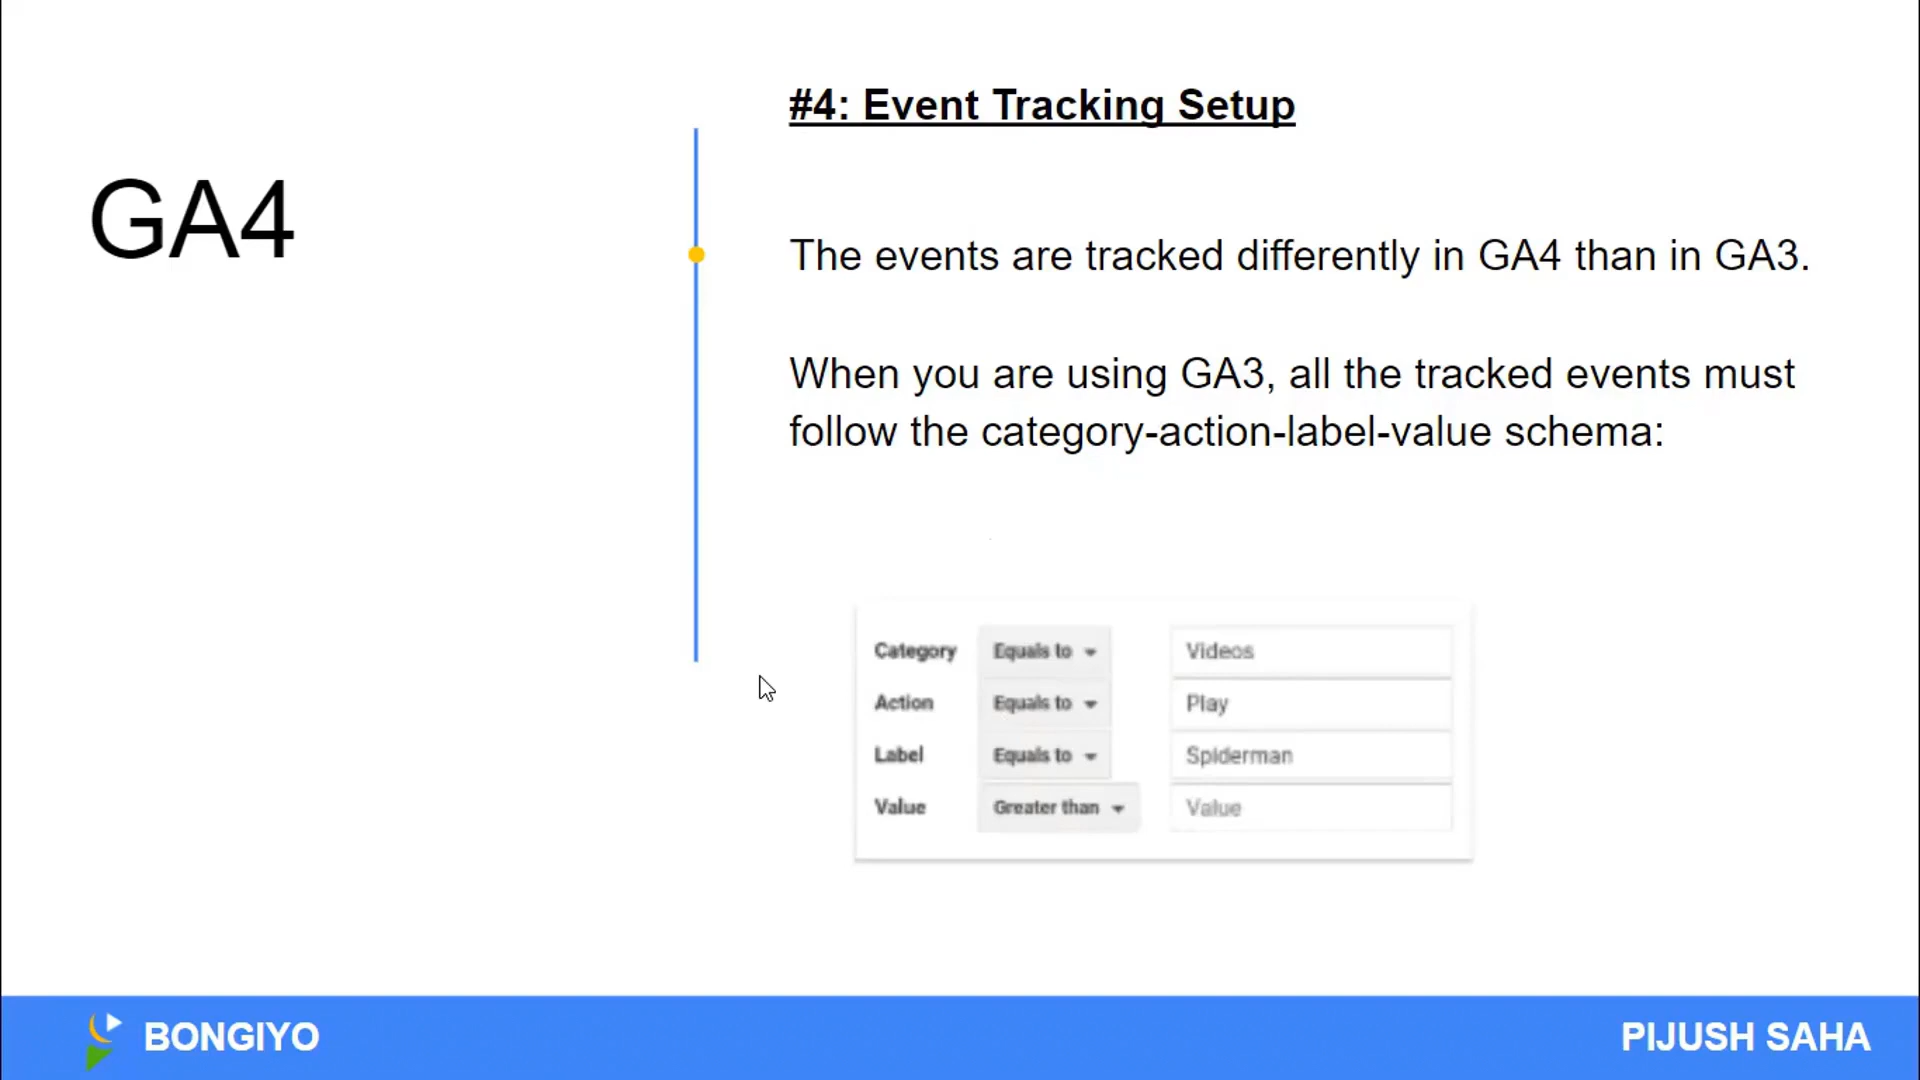 GA4
#4: Event Tracking Setup
The events are tracked differently in GA4 than in GA3.
When you are using GA3, all the tracked events must
follow the category-action-label-value schema:
Category Equals to Videos
Action Equals to Play
Label Equals to Spiderman
Value Greater than Value
BONGIYO PIJUSH SAHA